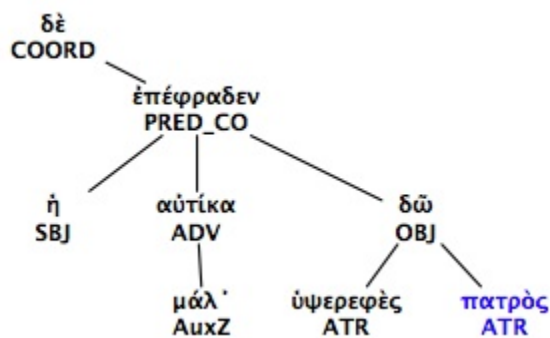 δὲ
COORD
ἐπέφραδεν
PRED_CO
ἡ αὐτίκα δῶ
SBJ ADV OBJ
μάλ᾽ ὑψερεφὲς πατρὸς
AuxZ ATR ATR